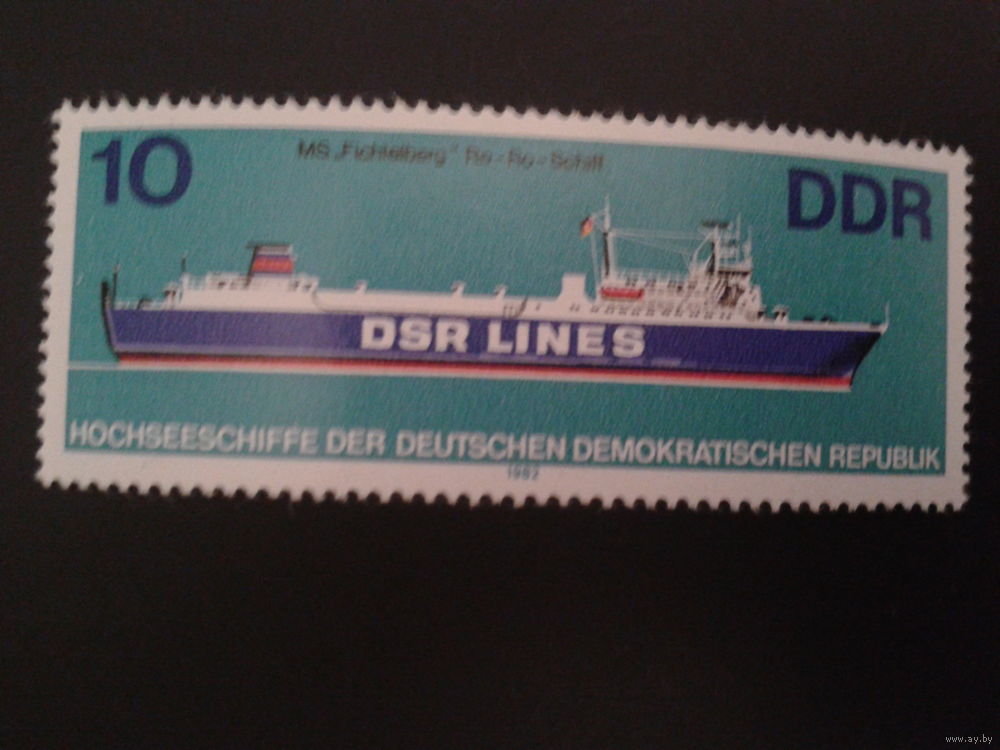 10
MS „Fichtelberg“ Ro-Ro-Schiff
DDR
DSR LINES
HOCHSEESCHIFFE DER DEUTSCHEN DEMOKRATISCHEN REPUBLIK
1982
www.ay.by